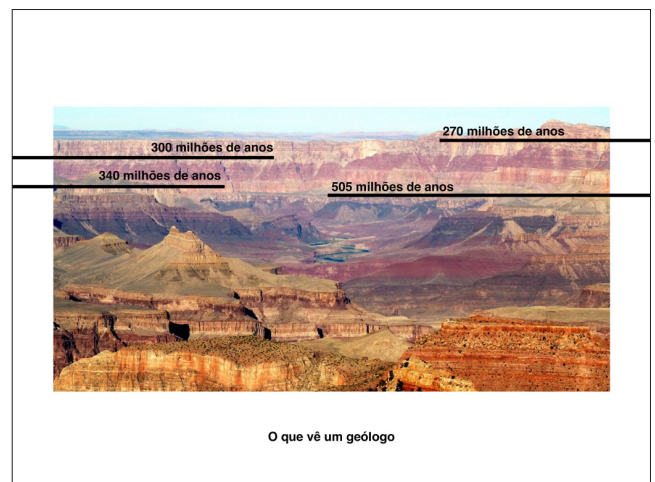 270 milhões de anos
300 milhões de anos
340 milhões de anos
505 milhões de anos
O que vê um geólogo